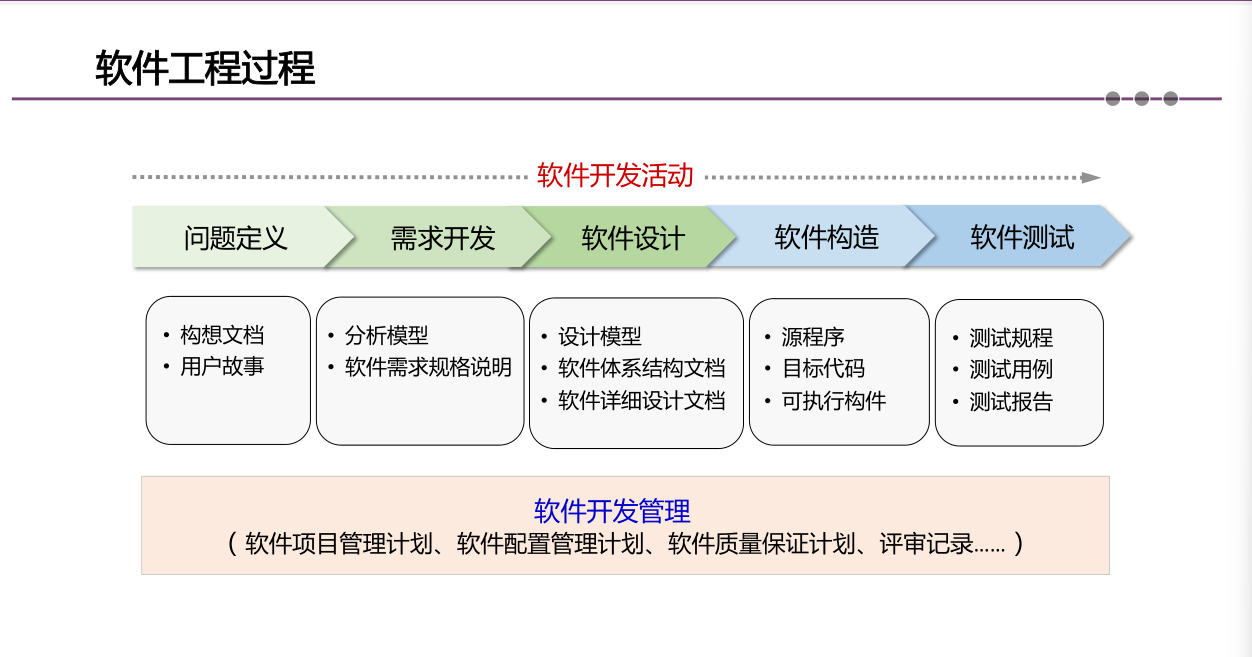 软件工程过程
软件开发活动
问题定义
需求开发
软件设计
软件构造
软件测试
• 构想文档
• 用户故事
• 分析模型
• 软件需求规格说明
• 设计模型
• 软件体系结构文档
• 软件详细设计文档
• 源程序
• 目标代码
• 可执行构件
• 测试规程
• 测试用例
• 测试报告
软件开发管理
（软件项目管理计划、软件配置管理计划、软件质量保证计划、评审记录……）